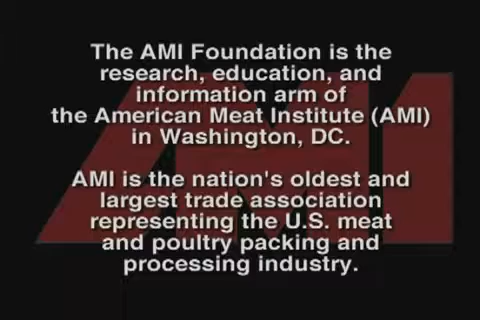 The AMI Foundation is the
research, education, and
information arm of
the American Meat Institute (AMI)
in Washington, DC.
AMI is the nation's oldest and
largest trade association
representing the U.S. meat
and poultry packing and
processing industry.
AMI